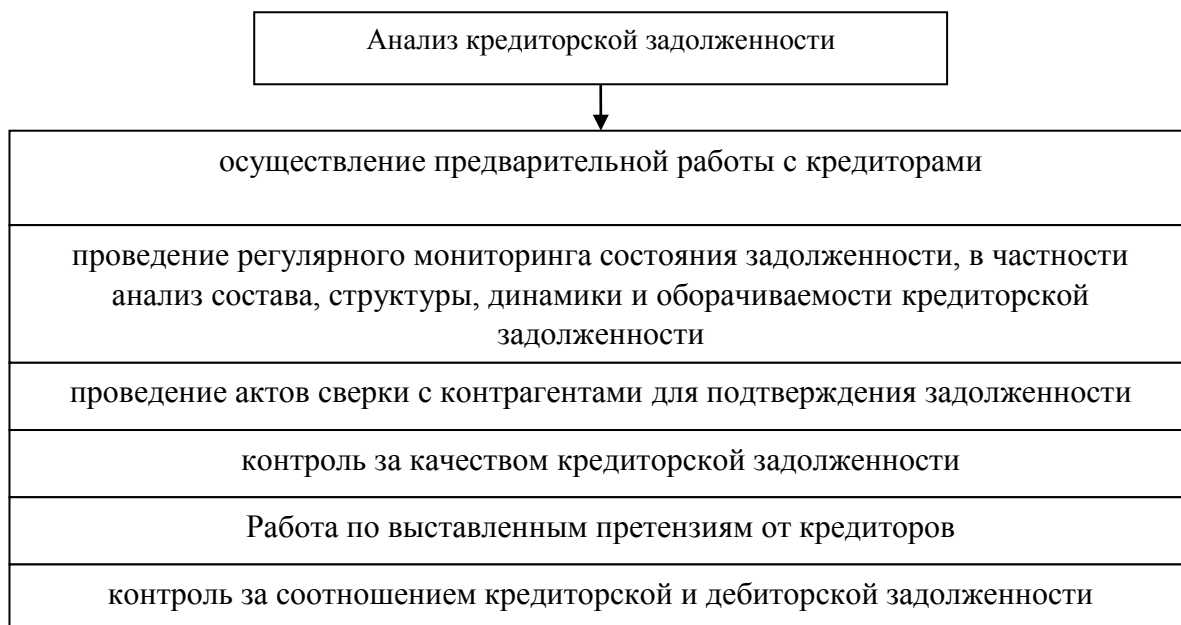 Анализ кредиторской задолженности
осуществление предварительной работы с кредиторами
проведение регулярного мониторинга состояния задолженности, в частности
анализ состава, структуры, динамики и оборачиваемости кредиторской
задолженности
проведение актов сверки с контрагентами для подтверждения задолженности
контроль за качеством кредиторской задолженности
Работа по выставленным претензиям от кредиторов
контроль за соотношением кредиторской и дебиторской задолженности